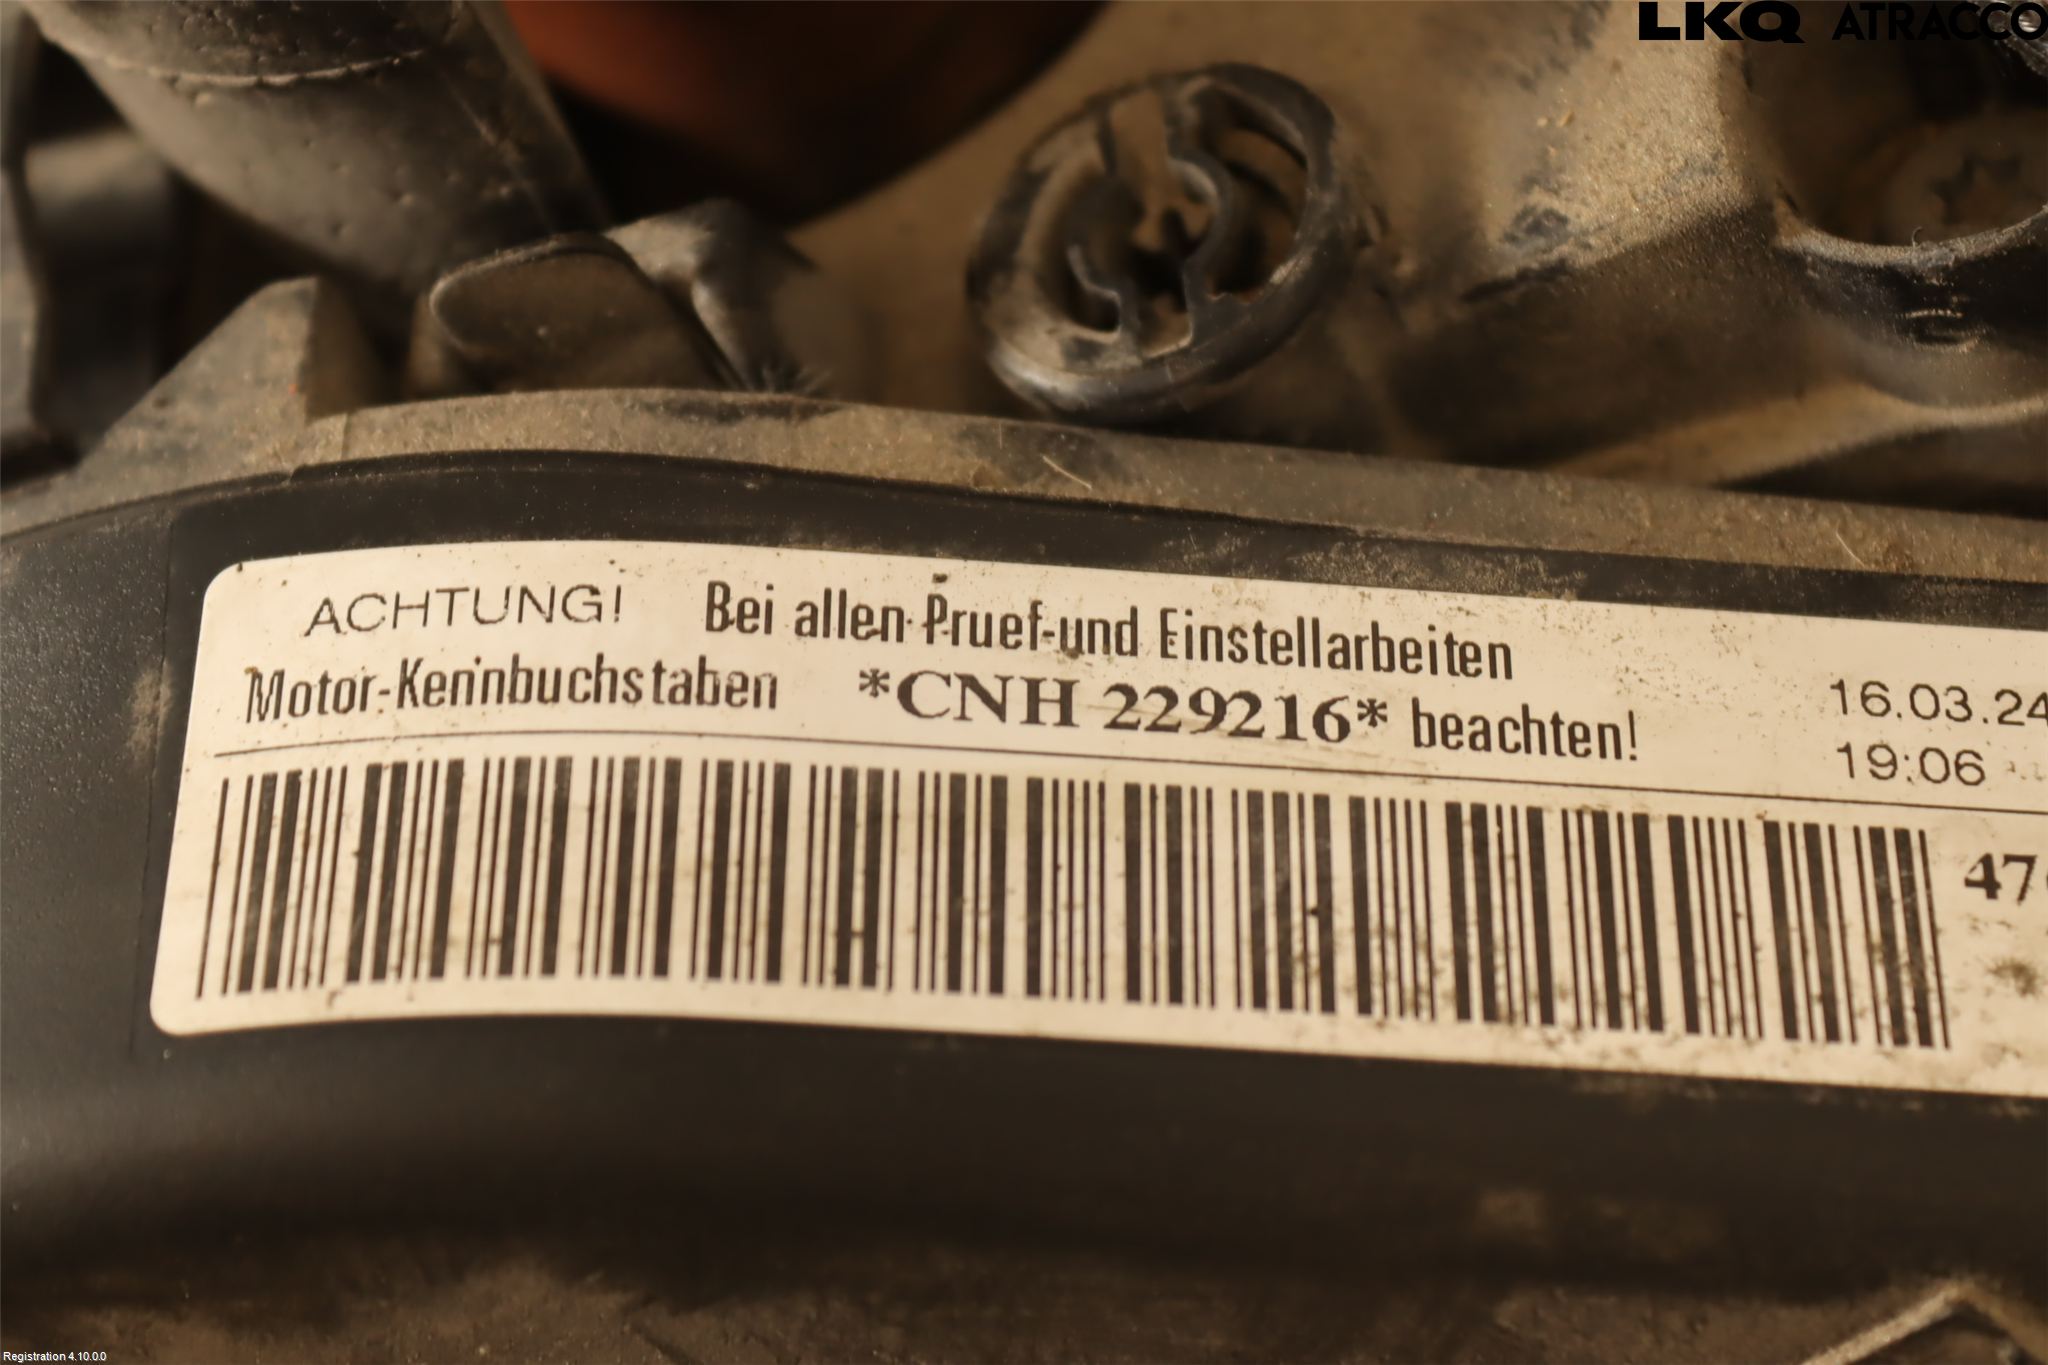 LKQ ATRACCO
ACHTUNG! Bei allen Pruef-und Einstellarbeiten
Motor-Kennbuchstaben *CNH 229216* beachten!
16.03.24
19:06
47
Registration 4.10.0.0